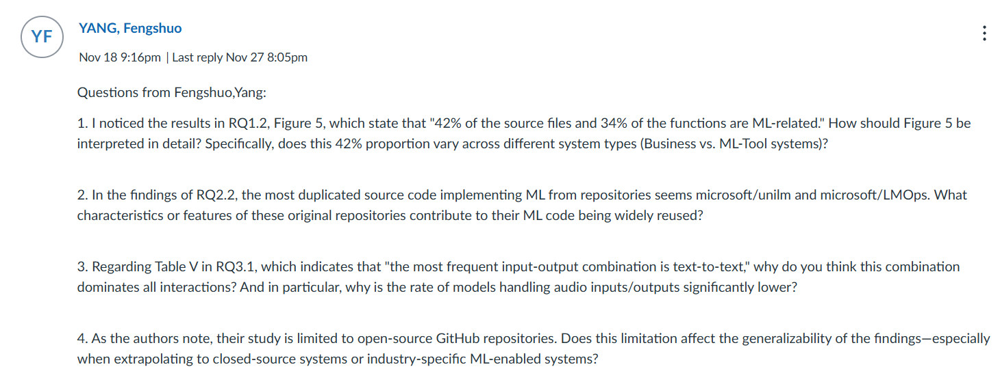 YF
YANG, Fengshuo
Nov 18 9:16pm | Last reply Nov 27 8:05pm
Questions from Fengshuo,Yang:
1. I noticed the results in RQ1.2, Figure 5, which state that "42% of the source files and 34% of the functions are ML-related." How should Figure 5 be
interpreted in detail? Specifically, does this 42% proportion vary across different system types (Business vs. ML-Tool systems)?
2. In the findings of RQ2.2, the most duplicated source code implementing ML from repositories seems microsoft/unilm and microsoft/LMOps. What
characteristics or features of these original repositories contribute to their ML code being widely reused?
3. Regarding Table V in RQ3.1, which indicates that "the most frequent input-output combination is text-to-text," why do you think this combination
dominates all interactions? And in particular, why is the rate of models handling audio inputs/outputs significantly lower?
4. As the authors note, their study is limited to open-source GitHub repositories. Does this limitation affect the generalizability of the findings—especially
when extrapolating to closed-source systems or industry-specific ML-enabled systems?